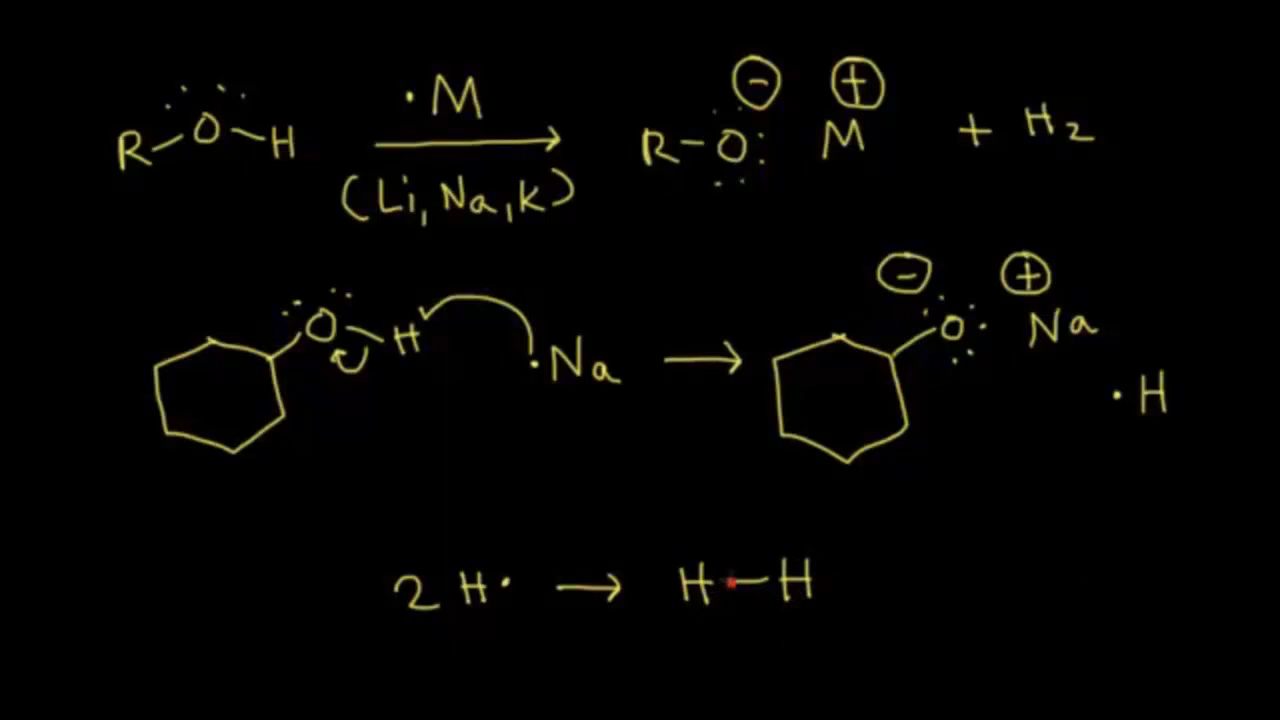 R-O-H ·M R-O: ⊖ M ⊕ + H₂
(Li, Na, K)
O-H ·Na → O: ⊖ Na ⊕
·H
2 H· → H-H